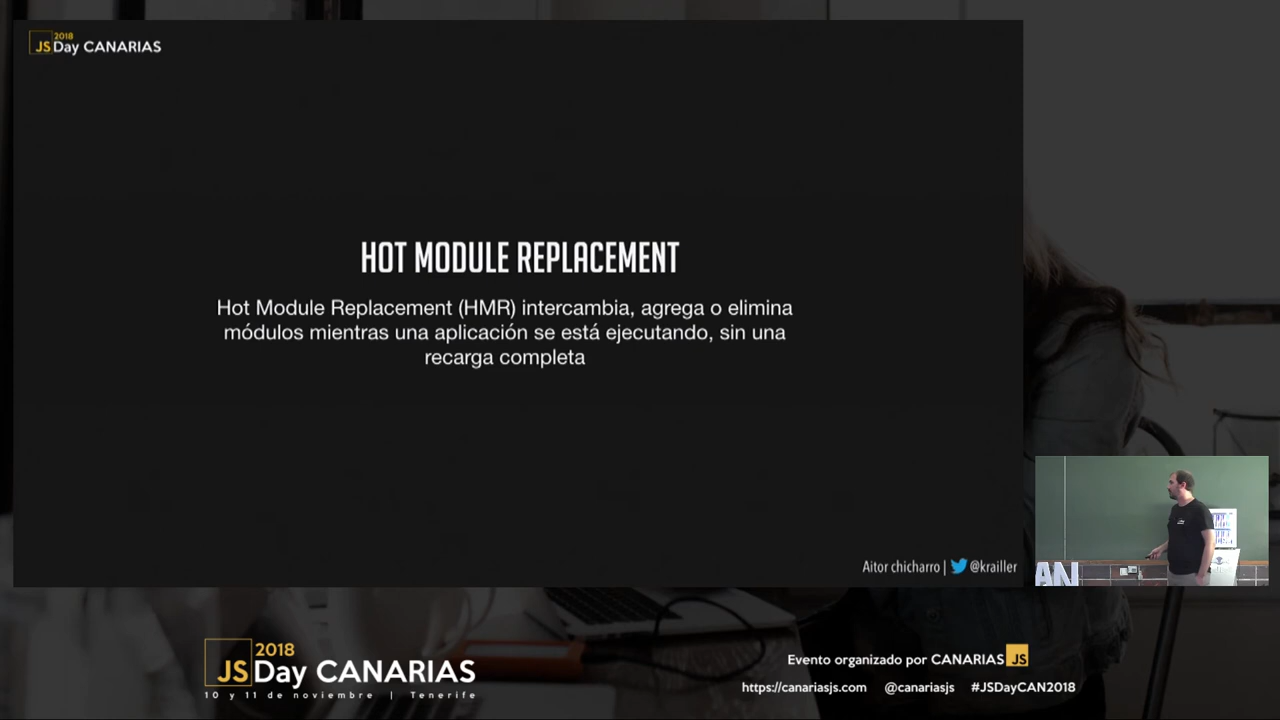 2018
JS Day CANARIAS
HOT MODULE REPLACEMENT
Hot Module Replacement (HMR) intercambia, agrega o elimina
módulos mientras una aplicación se está ejecutando, sin una
recarga completa
Aitor chicharro | @krailler
AN
2018
JS Day CANARIAS
10 y 11 de noviembre | Tenerife
Evento organizado por CANARIAS JS
https://canariasjs.com @canariasjs #JSDayCAN2018